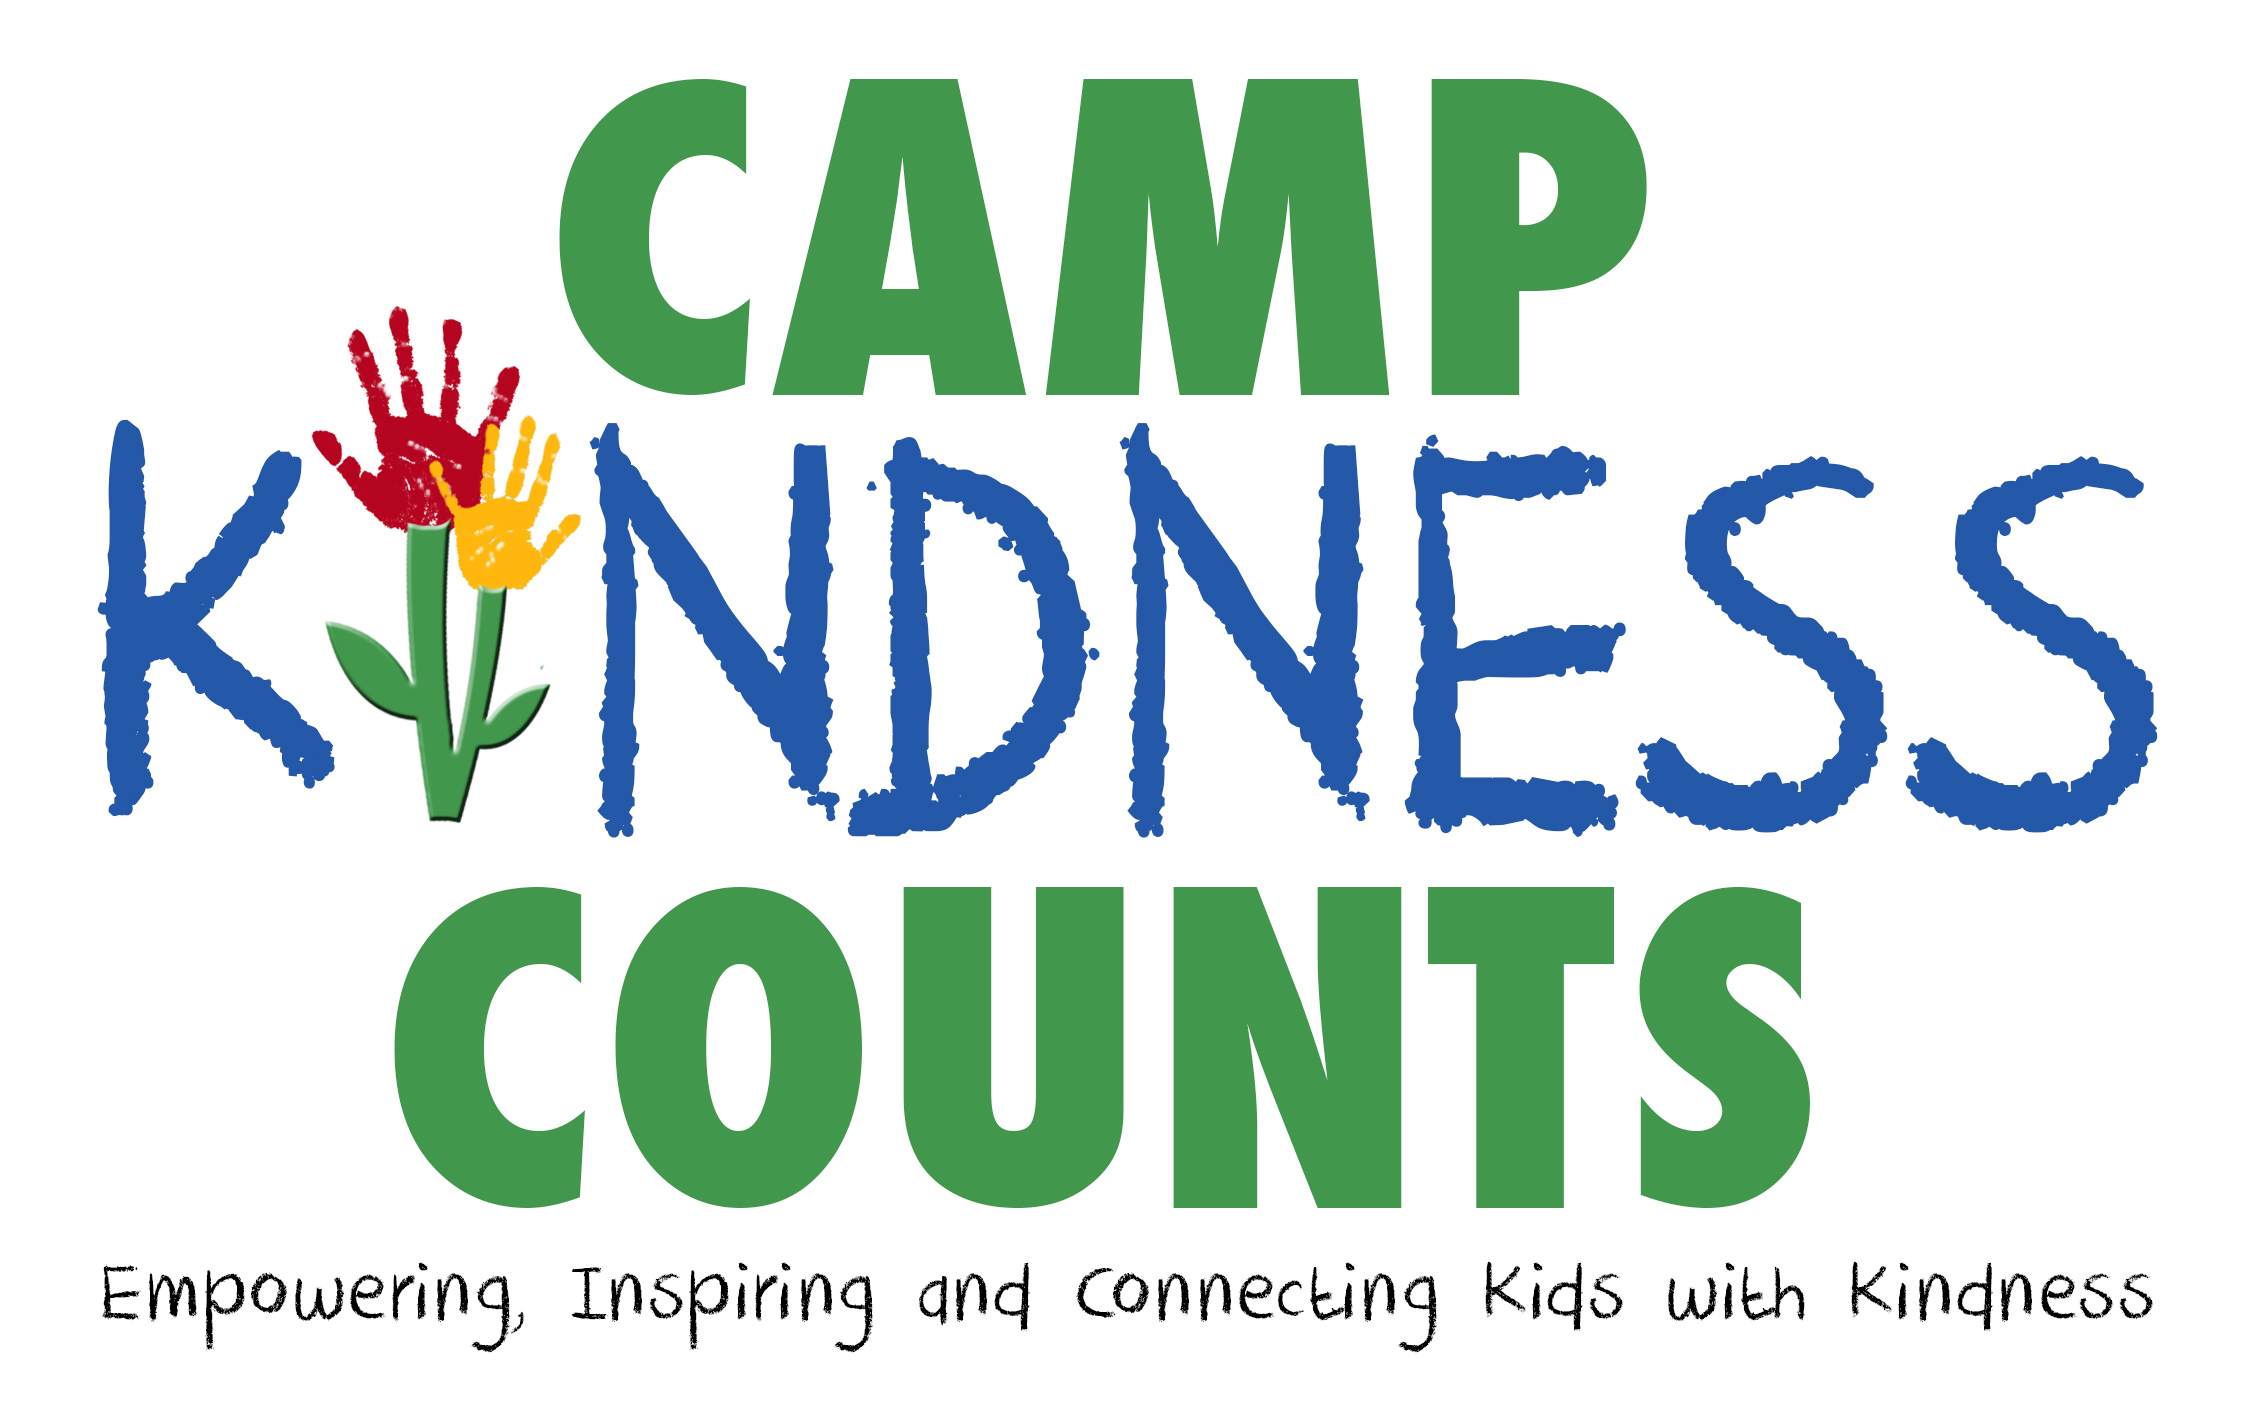 CAMP
KINDNESS
COUNTS
Empowering, Inspiring and Connecting Kids with Kindness